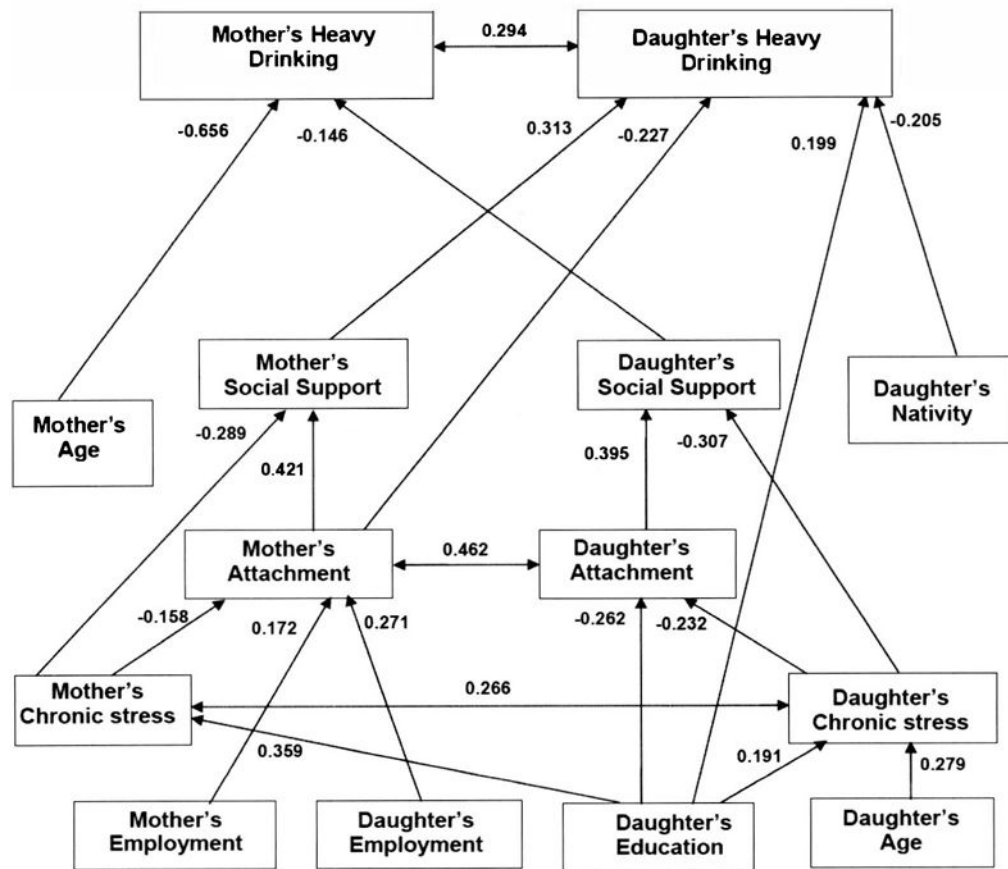 Mother's Heavy
Drinking
0.294
Daughter's Heavy
Drinking
-0.656
-0.146
0.313
-0.227
0.199
-0.205
Mother's
Social Support
Daughter's
Social Support
Daughter's
Nativity
Mother's
Age
-0.289
0.421
0.395
-0.307
Mother's
Attachment
0.462
Daughter's
Attachment
-0.158
0.172
0.271
-0.262
-0.232
Mother's
Chronic stress
0.266
Daughter's
Chronic stress
0.359
0.191
0.279
Mother's
Employment
Daughter's
Employment
Daughter's
Education
Daughter's
Age